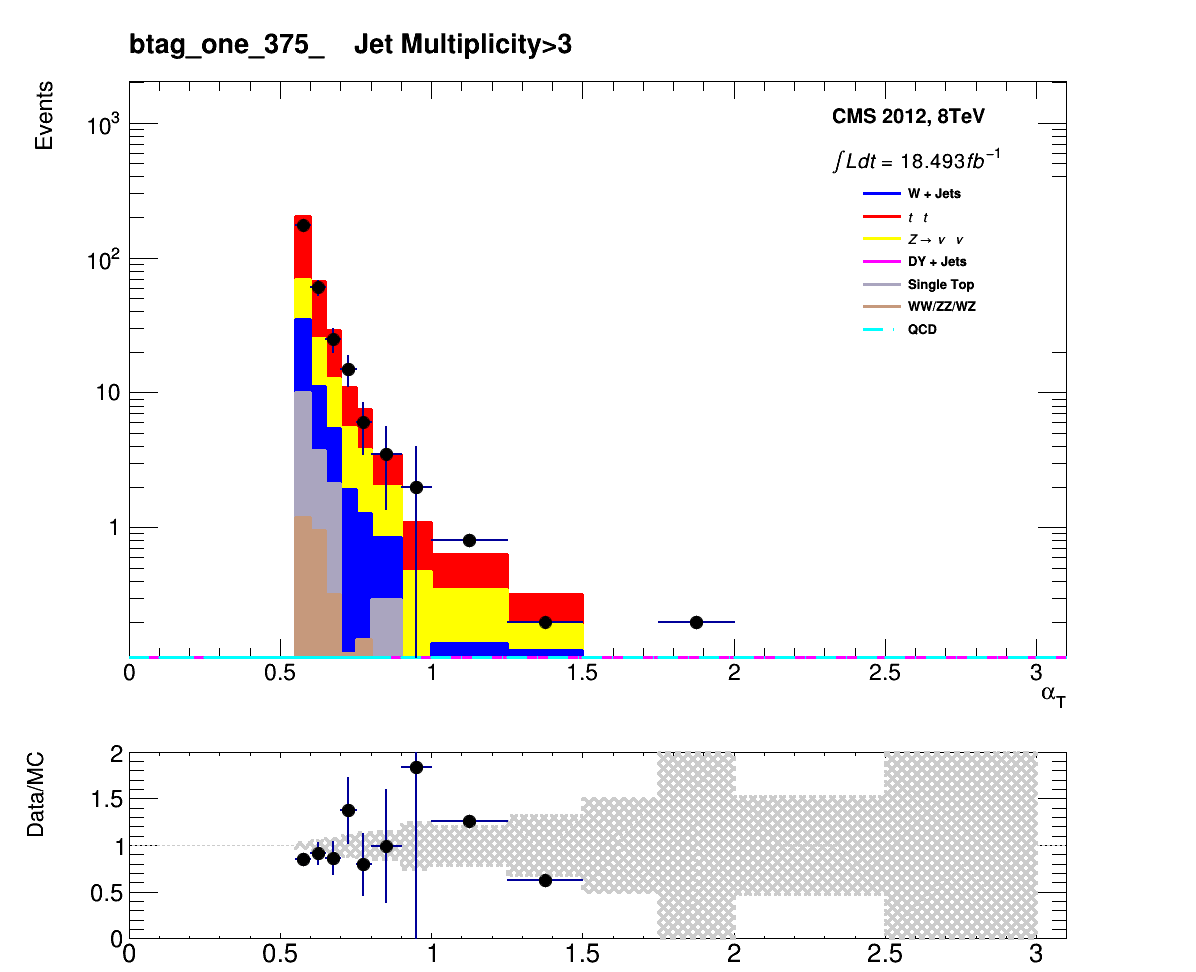 btag_one_375_ Jet Multiplicity>3
Events
10³
10²
10
1
CMS 2012, 8TeV
∫Ldt = 18.493fb⁻¹
W + Jets
t t
Z→ ν ν
DY + Jets
Single Top
WW/ZZ/WZ
QCD
0 0.5 1 1.5 2 2.5 3
α_T
Data/MC
2
1.5
1
0.5
0
0 0.5 1 1.5 2 2.5 3